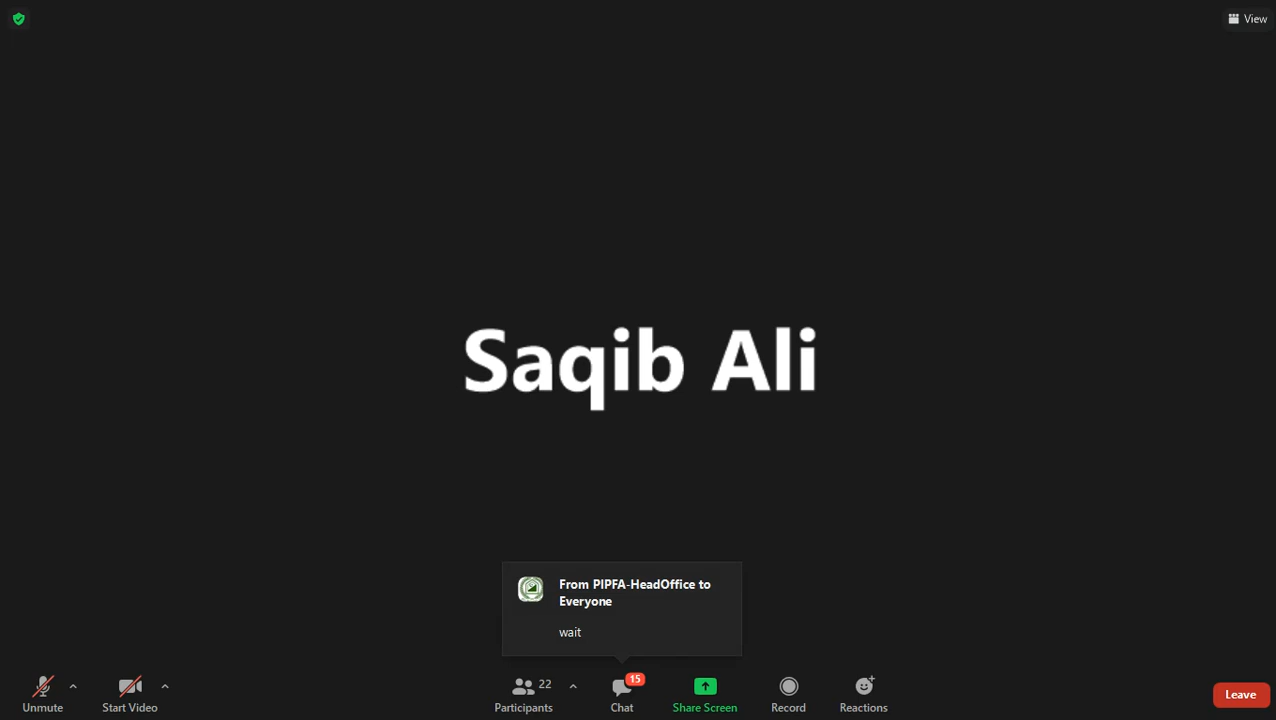 View
Saqib Ali
From PIPFA-HeadOffice to
Everyone
wait
Unmute
Start Video
22
Participants
15
Chat
Share Screen
Record
Reactions
Leave